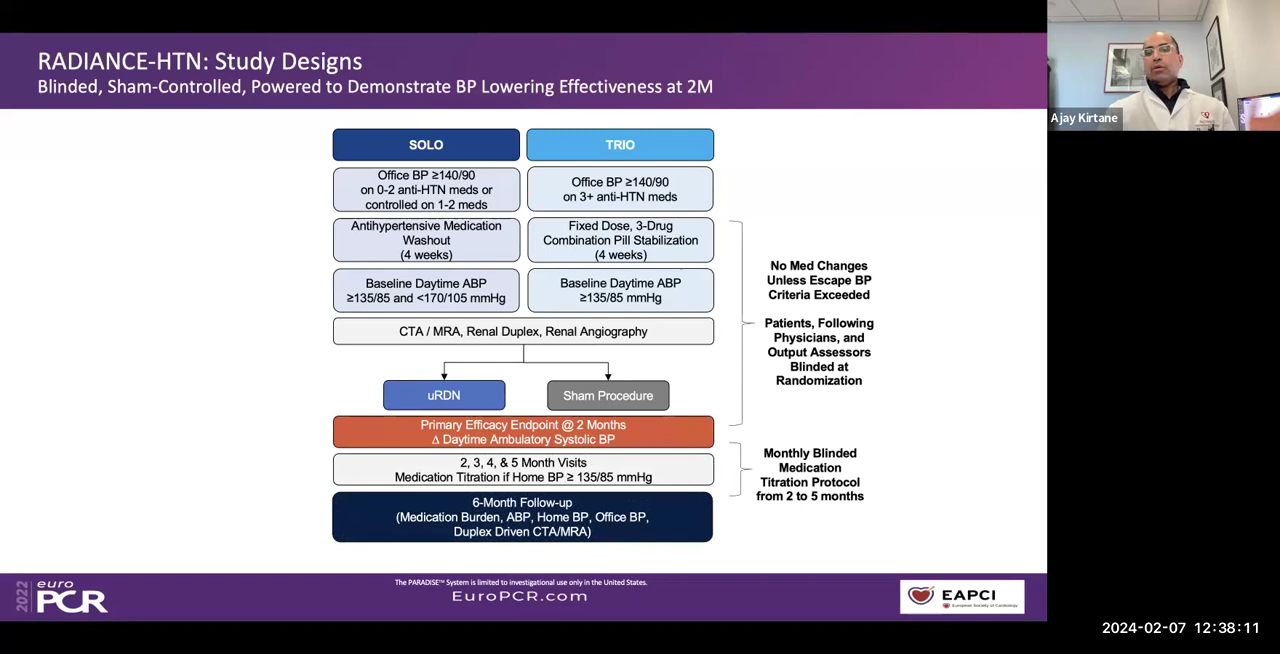 RADIANCE-HTN: Study Designs
Blinded, Sham-Controlled, Powered to Demonstrate BP Lowering Effectiveness at 2M
Ajay Kirtane
SOLO
TRIO
Office BP ≥140/90
on 0-2 anti-HTN meds or
controlled on 1-2 meds
Office BP ≥140/90
on 3+ anti-HTN meds
Antihypertensive Medication
Washout
(4 weeks)
Fixed Dose, 3-Drug
Combination Pill Stabilization
(4 weeks)
Baseline Daytime ABP
≥135/85 and <170/105 mmHg
Baseline Daytime ABP
≥135/85 mmHg
CTA / MRA, Renal Duplex, Renal Angiography
uRDN
Sham Procedure
Primary Efficacy Endpoint @ 2 Months
Δ Daytime Ambulatory Systolic BP
2, 3, 4, & 5 Month Visits
Medication Titration if Home BP ≥ 135/85 mmHg
6-Month Follow-up
(Medication Burden, ABP, Home BP, Office BP,
Duplex Driven CTA/MRA)
No Med Changes
Unless Escape BP
Criteria Exceeded
Patients, Following
Physicians, and
Output Assessors
Blinded at
Randomization
Monthly Blinded
Medication
Titration Protocol
from 2 to 5 months
2022
euro
PCR
The PARADISE™ System is limited to investigational use only in the United States.
EuroPCR.com
EAPCI
European Society of Cardiology
2024-02-07 12:38:11